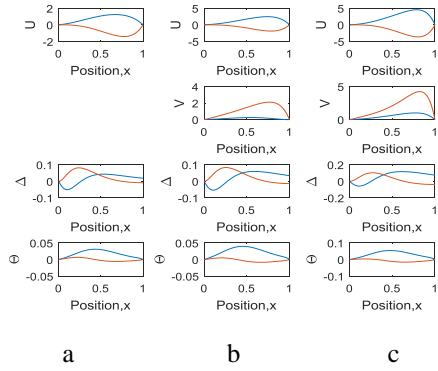 U 2 0 -2 0 0.5 1 Position,x
U 5 0 -5 0 0.5 1 Position,x
U 5 0 -5 0 0.5 1 Position,x
V 4 2 0 0 0.5 1 Position,x
V 5 0 0 0.5 1 Position,x
Δ 0.1 0 -0.1 0 0.5 1 Position,x
Δ 0.1 0 -0.1 0 0.5 1 Position,x
Δ 0.2 0 -0.2 0 0.5 1 Position,x
Θ 0.05 0 -0.05 0 0.5 1 Position,x
Θ 0.05 0 -0.05 0 0.5 1 Position,x
Θ 0.1 0 -0.1 0 0.5 1 Position,x
a b c